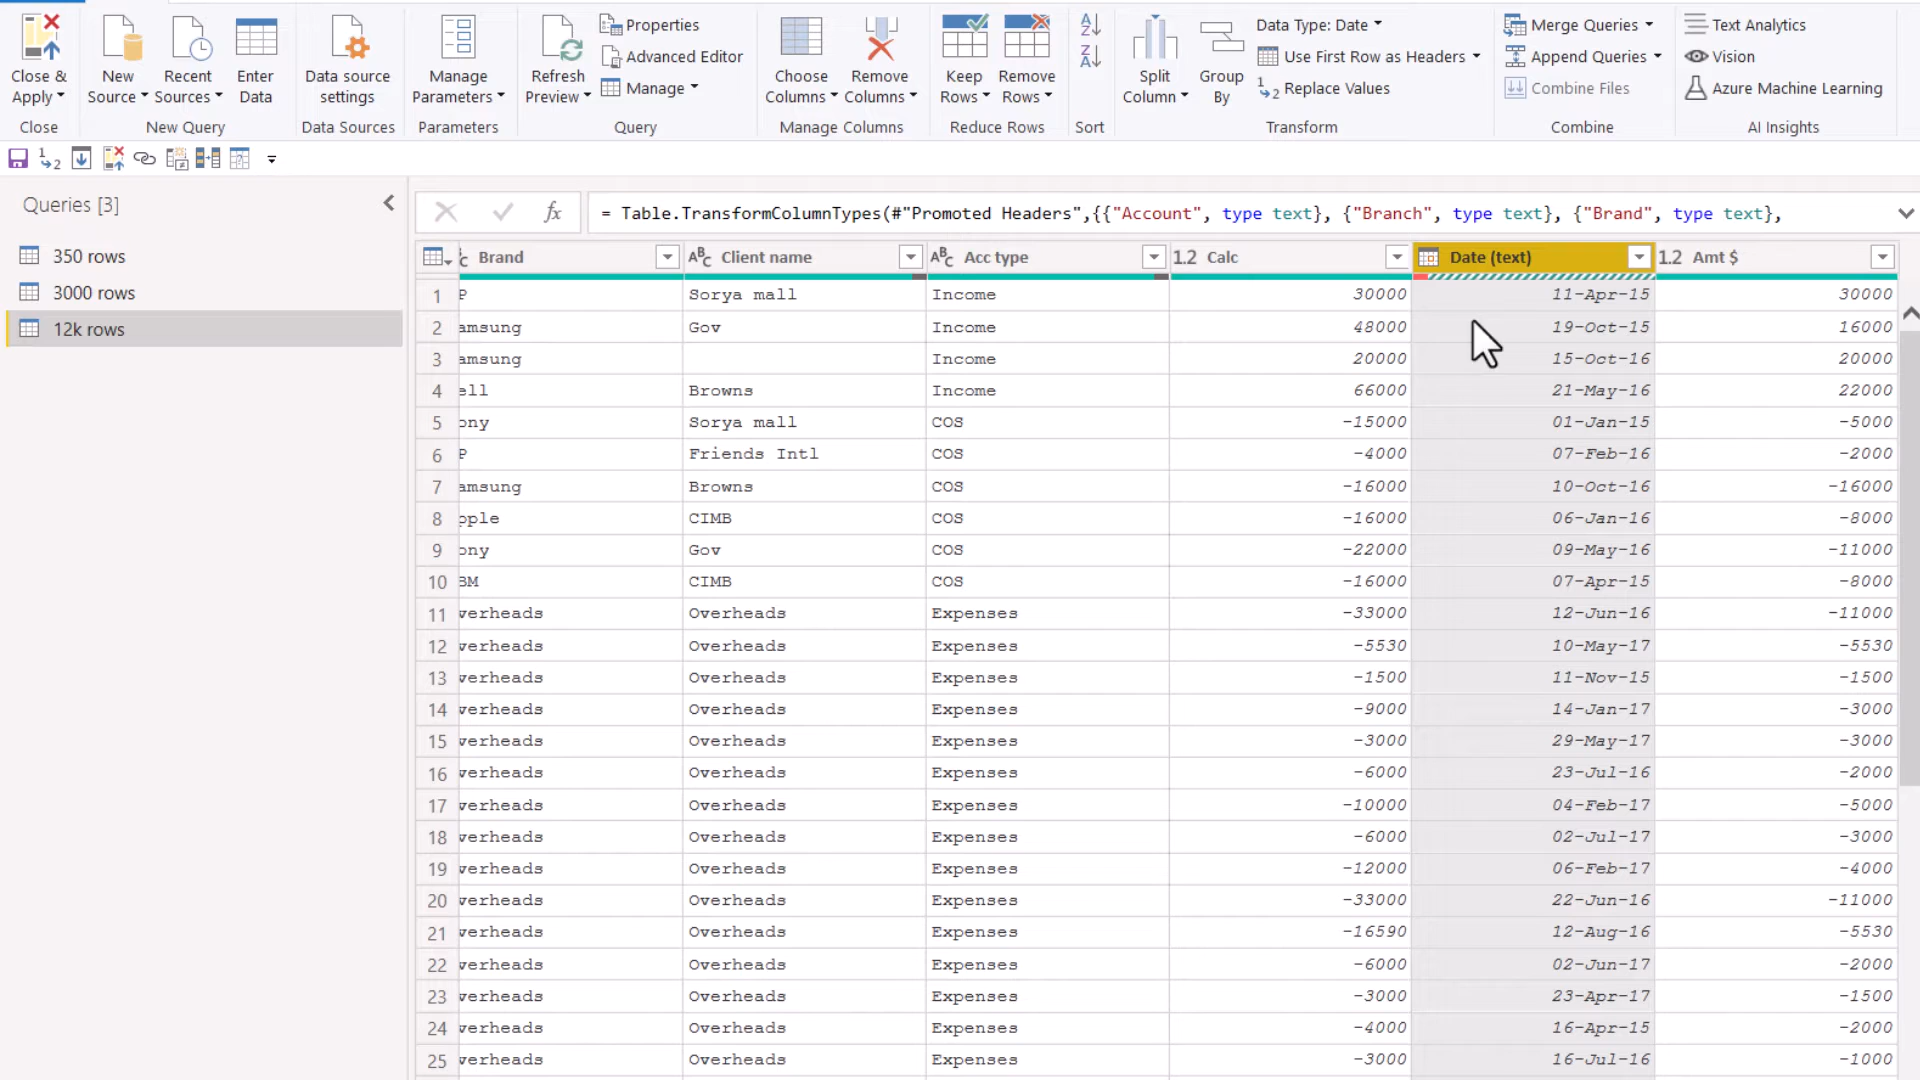 Close & Apply
New Source
Recent Sources
Enter Data
Data source settings
Manage Parameters
Refresh Preview
Properties
Advanced Editor
Manage
Choose Columns
Remove Columns
Keep Rows
Remove Rows
Split Column
Group By
Data Type: Date
Use First Row as Headers
Replace Values
Merge Queries
Append Queries
Combine Files
Text Analytics
Vision
Azure Machine Learning
Close
New Query
Data Sources
Parameters
Query
Manage Columns
Reduce Rows
Sort
Transform
Combine
AI Insights
Queries [3]
350 rows
3000 rows
12k rows
fx
= Table.TransformColumnTypes(#"Promoted Headers",{{"Account", type text}, {"Branch", type text}, {"Brand", type text},
Brand ABC Client name ABC Acc type 1.2 Calc Date (text) 1.2 Amt $
1 P Sorya mall Income 30000 11-Apr-15 30000
2 amsung Gov Income 48000 19-Oct-15 16000
3 amsung Income 20000 15-Oct-16 20000
4 ell Browns Income 66000 21-May-16 22000
5 ony Sorya mall COS -15000 01-Jan-15 -5000
6 P Friends Intl COS -4000 07-Feb-16 -2000
7 amsung Browns COS -16000 10-Oct-16 -16000
8 pple CIMB COS -16000 06-Jan-16 -8000
9 ony Gov COS -22000 09-May-16 -11000
10 BM CIMB COS -16000 07-Apr-15 -8000
11 verheads Overheads Expenses -33000 12-Jun-16 -11000
12 verheads Overheads Expenses -5530 10-May-17 -5530
13 verheads Overheads Expenses -1500 11-Nov-15 -1500
14 verheads Overheads Expenses -9000 14-Jan-17 -3000
15 verheads Overheads Expenses -3000 29-May-17 -3000
16 verheads Overheads Expenses -6000 23-Jul-16 -2000
17 verheads Overheads Expenses -10000 04-Feb-17 -5000
18 verheads Overheads Expenses -6000 02-Jul-17 -3000
19 verheads Overheads Expenses -12000 06-Feb-17 -4000
20 verheads Overheads Expenses -33000 22-Jun-16 -11000
21 verheads Overheads Expenses -16590 12-Aug-16 -5530
22 verheads Overheads Expenses -6000 02-Jun-17 -2000
23 verheads Overheads Expenses -3000 23-Apr-17 -1500
24 verheads Overheads Expenses -4000 16-Apr-15 -2000
25 verheads Overheads Expenses -3000 16-Jul-16 -1000